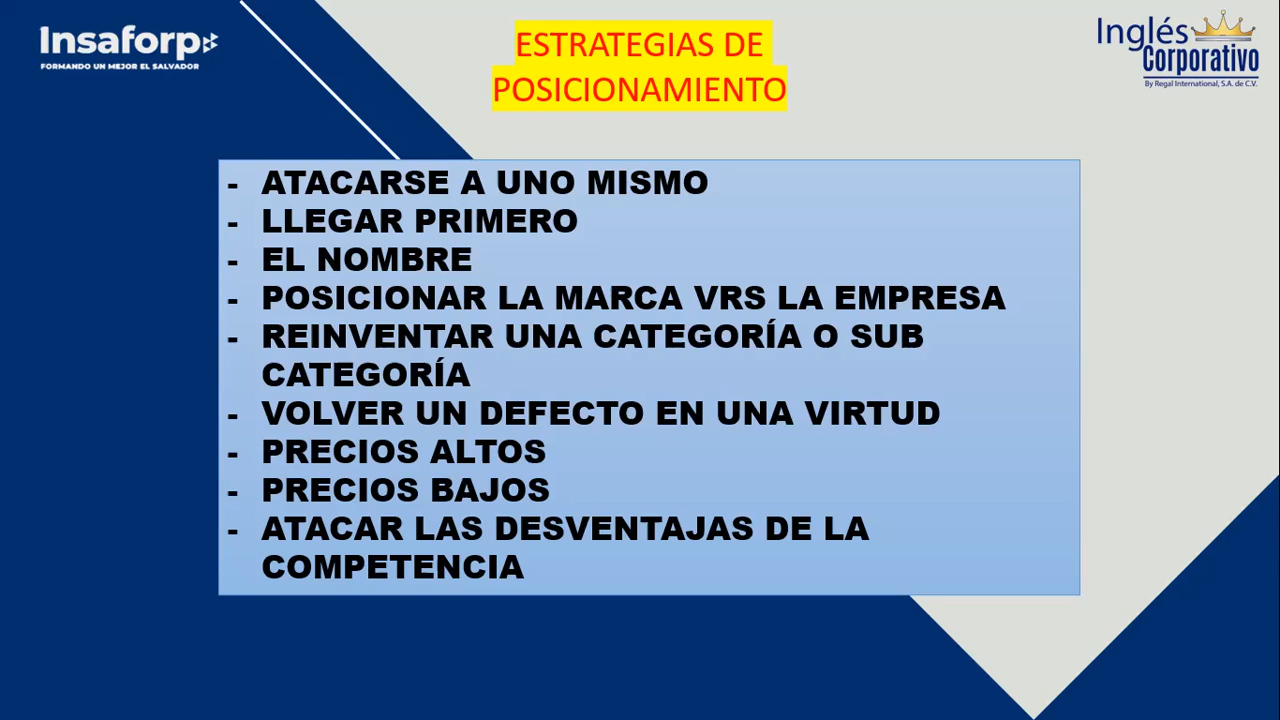 Insaforp
FORMANDO UN MEJOR EL SALVADOR
ESTRATEGIAS DE
POSICIONAMIENTO
Inglés
Corporativo
By Regal International, S.A. de C.V.
- ATACARSE A UNO MISMO
- LLEGAR PRIMERO
- EL NOMBRE
- POSICIONAR LA MARCA VRS LA EMPRESA
- REINVENTAR UNA CATEGORÍA O SUB
CATEGORÍA
- VOLVER UN DEFECTO EN UNA VIRTUD
- PRECIOS ALTOS
- PRECIOS BAJOS
- ATACAR LAS DESVENTAJAS DE LA
COMPETENCIA